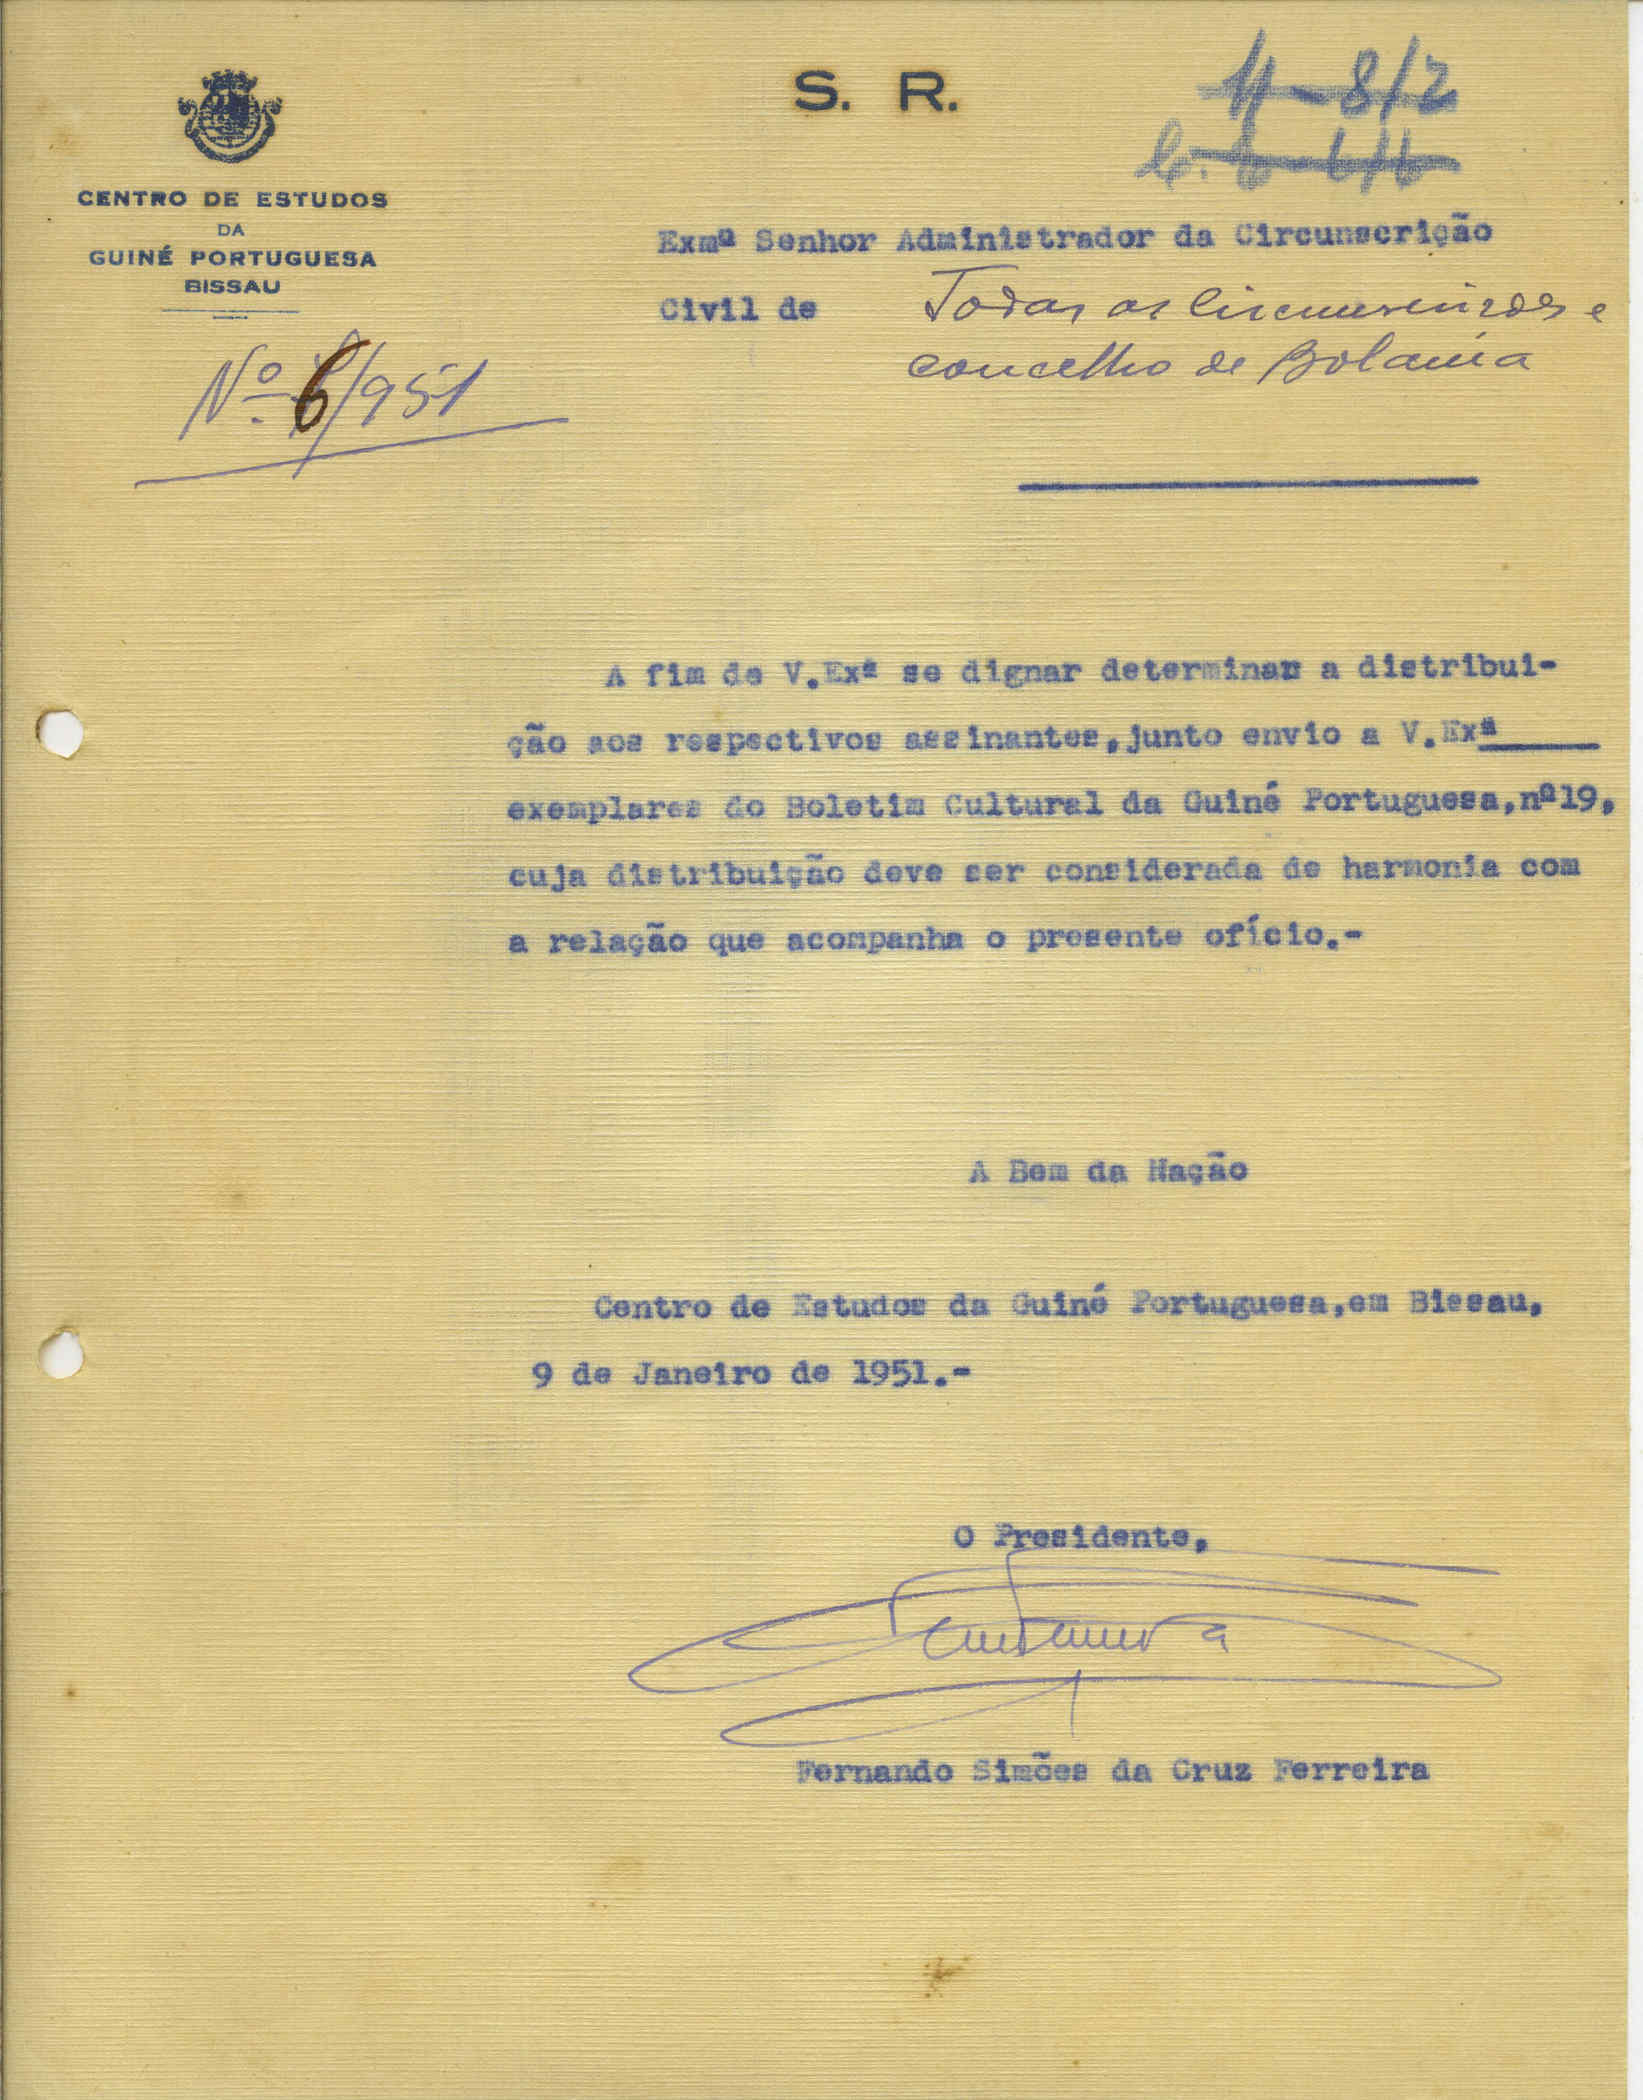 S. R.
CENTRO DE ESTUDOS
DA
GUINÉ PORTUGUESA
BISSAU
Nº 6/951
8/2
Exmº Senhor Administrador da Circunscrição
Civil de Todas as Circunscrições e
concelho de Bolama
A fim de V.Exª se dignar determinar a distribui-
ção aos respectivos assinantes,junto envio a V.Exª
exemplares do Boletim Cultural da Guiné Portuguesa,nº19,
cuja distribuição deve ser considerada de harmonia com
a relação que acompanha o presente ofício.-
A Bem da Nação
Centro de Estudos da Guiné Portuguesa,em Bissau,
9 de Janeiro de 1951.-
O Presidente,
Fernando Simões da Cruz Ferreira